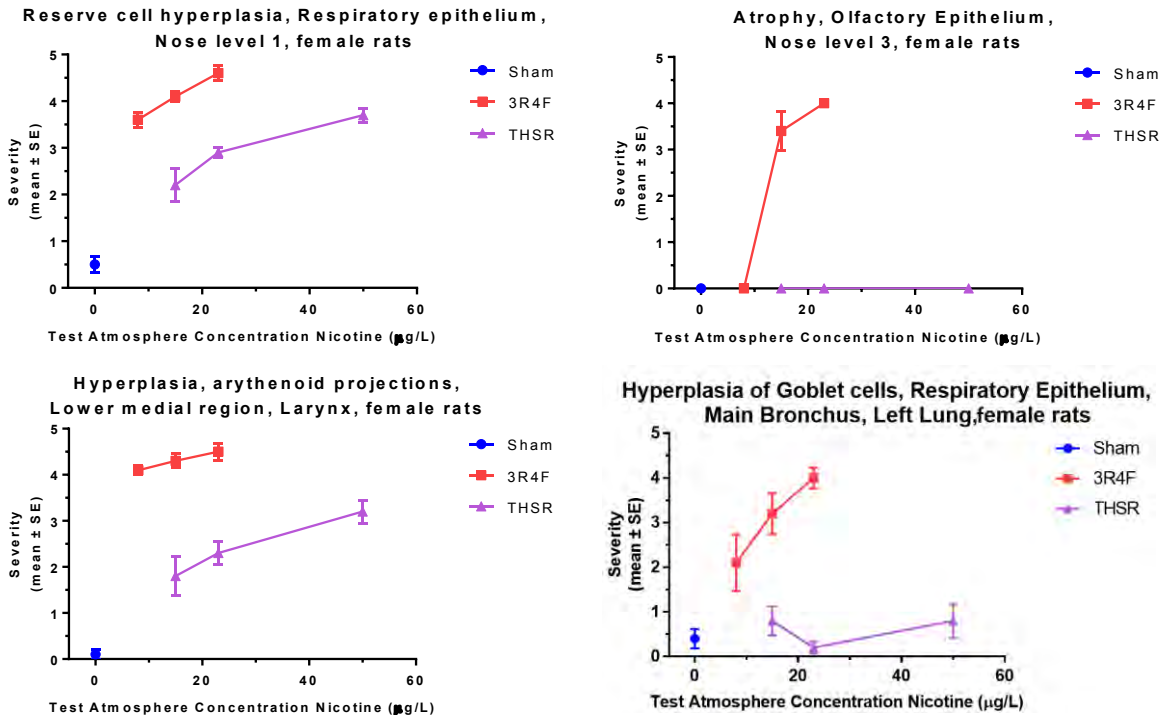 Reserve cell hyperplasia, Respiratory epithelium,
Nose level 1, female rats
5
4
3
2
1
0
Severity
(mean ± SE)
0 20 40 60
Test Atmosphere Concentration Nicotine (µg/L)
Sham
3R4F
THSR
Atrophy, Olfactory Epithelium,
Nose level 3, female rats
5
4
3
2
1
0
Severity
(mean ± SE)
0 20 40 60
Test Atmosphere Concentration Nicotine (µg/L)
Sham
3R4F
THSR
Hyperplasia, arythenoid projections,
Lower medial region, Larynx, female rats
5
4
3
2
1
0
Severity
(mean ± SE)
0 20 40 60
Test Atmosphere Concentration Nicotine (µg/L)
Sham
3R4F
THSR
Hyperplasia of Goblet cells, Respiratory Epithelium,
Main Bronchus, Left Lung,female rats
5
4
3
2
1
0
Severity
(mean ± SE)
0 20 40 60
Test Atmosphere Concentration Nicotine (µg/L)
Sham
3R4F
THSR